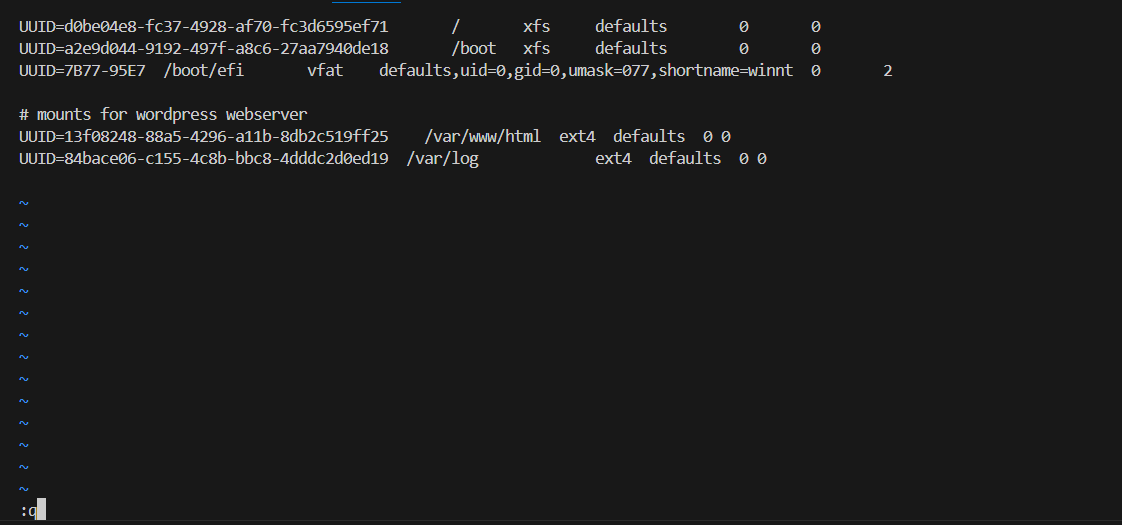 UUID=d0be04e8-fc37-4928-af70-fc3d6595ef71 / xfs defaults 0 0
UUID=a2e9d044-9192-497f-a8c6-27aa7940de18 /boot xfs defaults 0 0
UUID=7B77-95E7 /boot/efi vfat defaults,uid=0,gid=0,umask=077,shortname=winnt 0 2
# mounts for wordpress webserver
UUID=13f08248-88a5-4296-a11b-8db2c519ff25 /var/www/html ext4 defaults 0 0
UUID=84bace06-c155-4c8b-bbc8-4dddc2d0ed19 /var/log ext4 defaults 0 0
~
~
~
~
~
~
~
~
~
~
~
~
~
~
:q